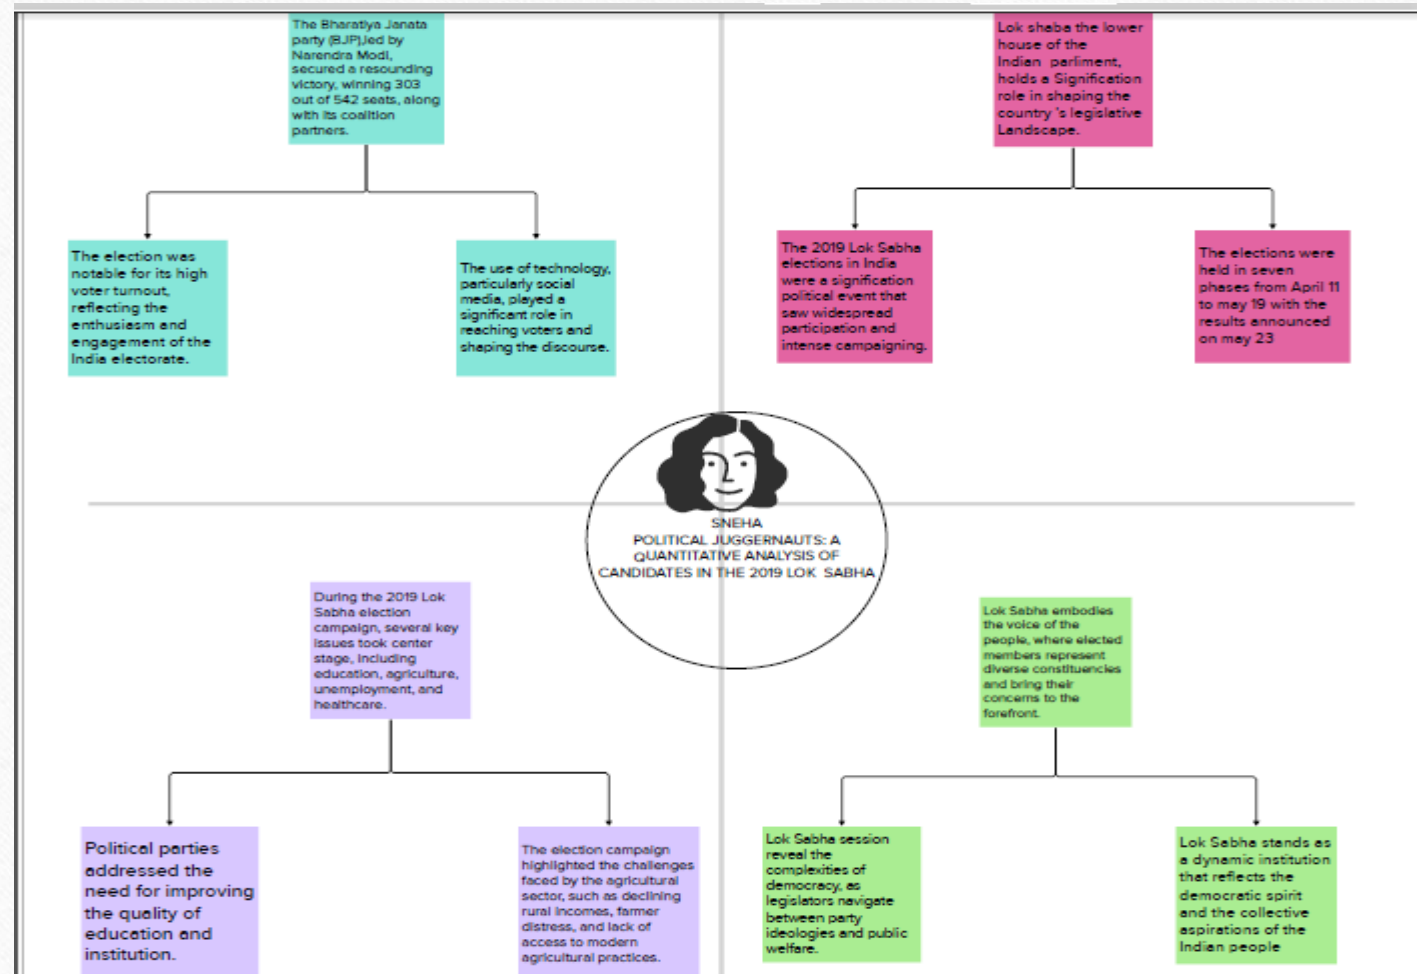 The Bharatiya Janata
party (BJP),led by
Narendra Modi,
secured a resounding
victory, winning 303
out of 542 seats, along
with its coalition
partners.
The election was
notable for its high
voter turnout,
reflecting the
enthusiasm and
engagement of the
India electorate.
The use of technology,
particularly social
media, played a
significant role in
reaching voters and
shaping the discourse.
Lok shaba the lower
house of the
Indian parliment,
holds a Signification
role in shaping the
country 's legislative
Landscape.
The 2019 Lok Sabha
elections in India
were a signification
political event that
saw widespread
participation and
intense campaigning.
The elections were
held in seven
phases from April 11
to may 19 with the
results announced
on may 23
SNEHA
POLITICAL JUGGERNAUTS: A
QUANTITATIVE ANALYSIS OF
CANDIDATES IN THE 2019 LOK SABHA
During the 2019 Lok
Sabha election
campaign, several key
issues took center
stage, including
education, agriculture,
unemployment, and
healthcare.
Political parties
addressed the
need for improving
the quality of
education and
institution.
The election campaign
highlighted the challenges
faced by the agricultural
sector, such as declining
rural incomes, farmer
distress, and lack of
access to modern
agricultural practices.
Lok Sabha embodies
the voice of the
people, where elected
members represent
diverse constituencies
and bring their
concerns to the
forefront.
Lok Sabha session
reveal the
complexities of
democracy, as
legislators navigate
between party
ideologies and public
welfare.
Lok Sabha stands as
a dynamic institution
that reflects the
democratic spirit
and the collective
aspirations of the
Indian people